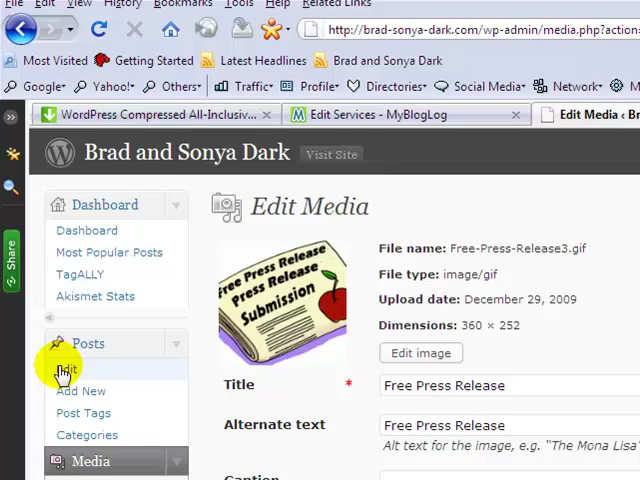 File Edit View History Bookmarks Tools Help Related Links
http://brad-sonya-dark.com/wp-admin/media.php?action=
Most Visited Getting Started Latest Headlines Brad and Sonya Dark
Google Yahoo! Others Traffic Profile Directories Social Media Network
WordPress Compressed All-Inclusiv... Edit Services - MyBlogLog Edit Media ‹ Br
Brad and Sonya Dark Visit Site
Share
Dashboard
Dashboard
Most Popular Posts
TagALLY
Akismet Stats
Posts
Edit
Add New
Post Tags
Categories
Media
Edit Media
Free Press Release
Press Release
Submission
File name: Free-Press-Release3.gif
File type: image/gif
Upload date: December 29, 2009
Dimensions: 360 × 252
Edit image
Title * Free Press Release
Alternate text Free Press Release
Alt text for the image, e.g. "The Mona Lisa"
Caption